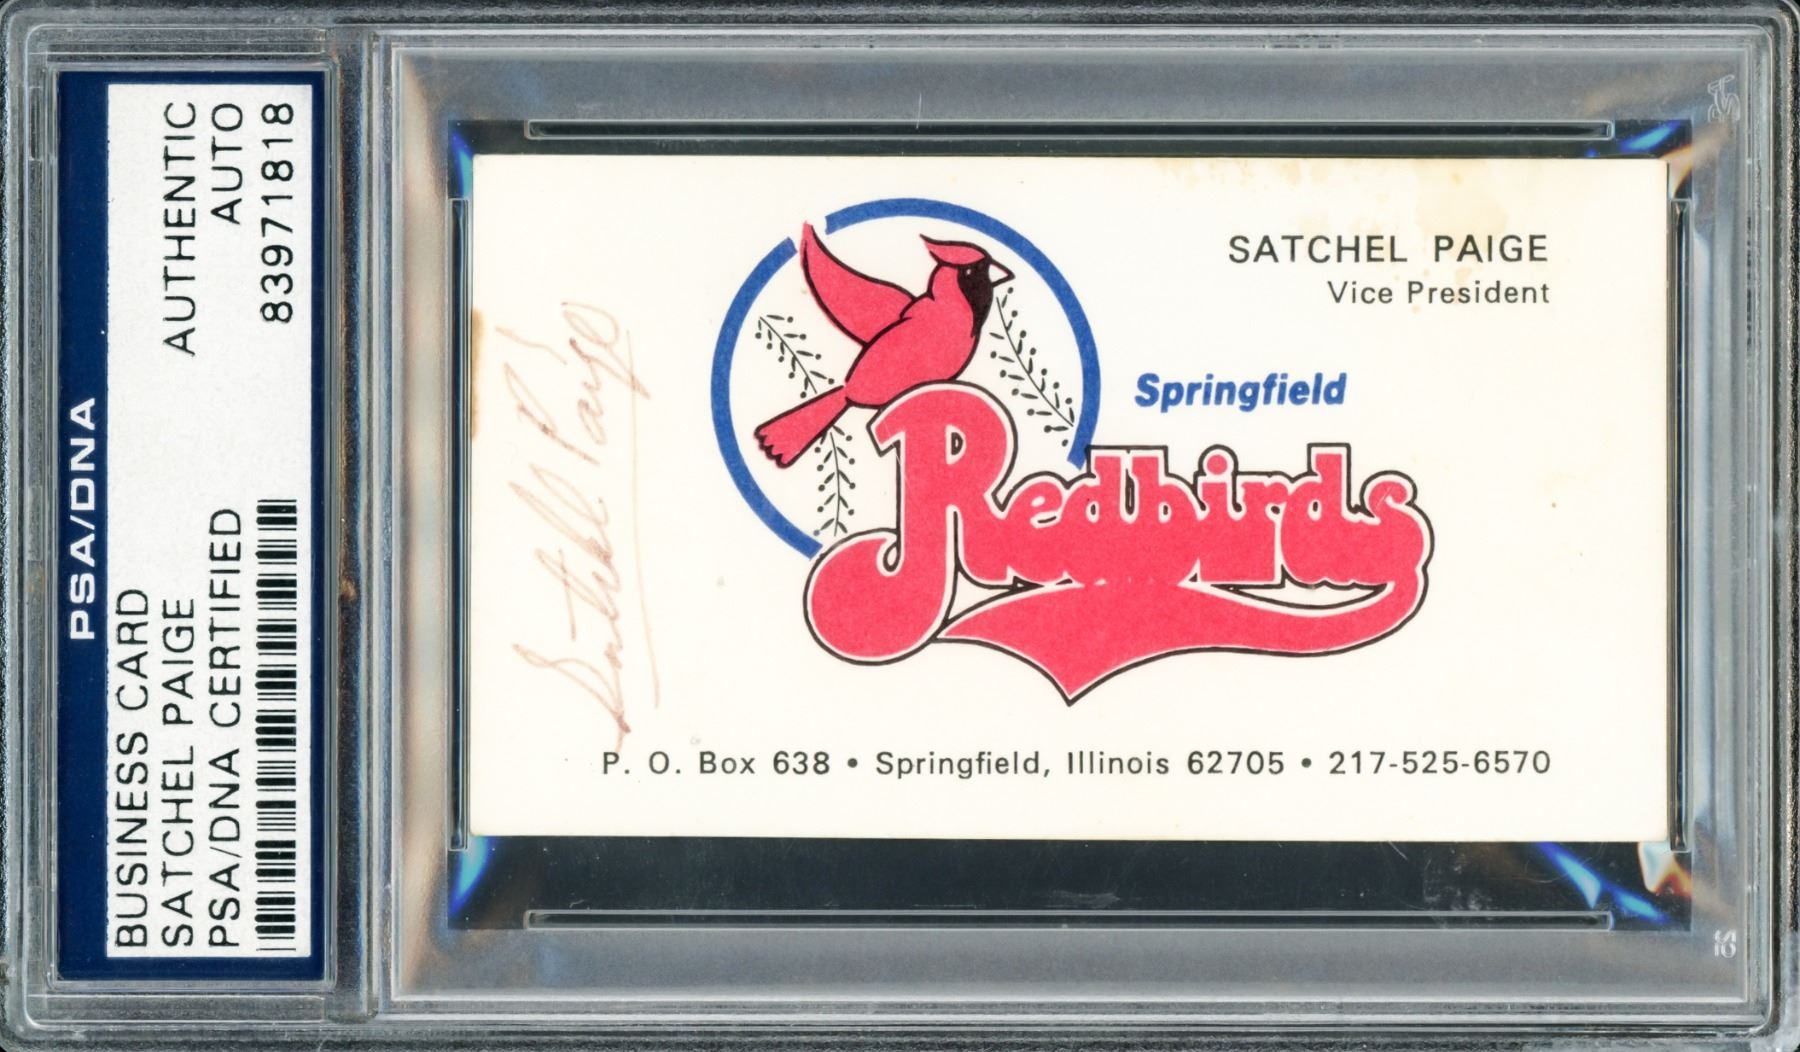 PSA/DNA
BUSINESS CARD
AUTHENTIC
SATCHEL PAIGE
AUTO
PSA/DNA CERTIFIED
83971818
Satchel Paige
SATCHEL PAIGE
Vice President
Springfield
Redbirds
P. O. Box 638 • Springfield, Illinois 62705 • 217-525-6570